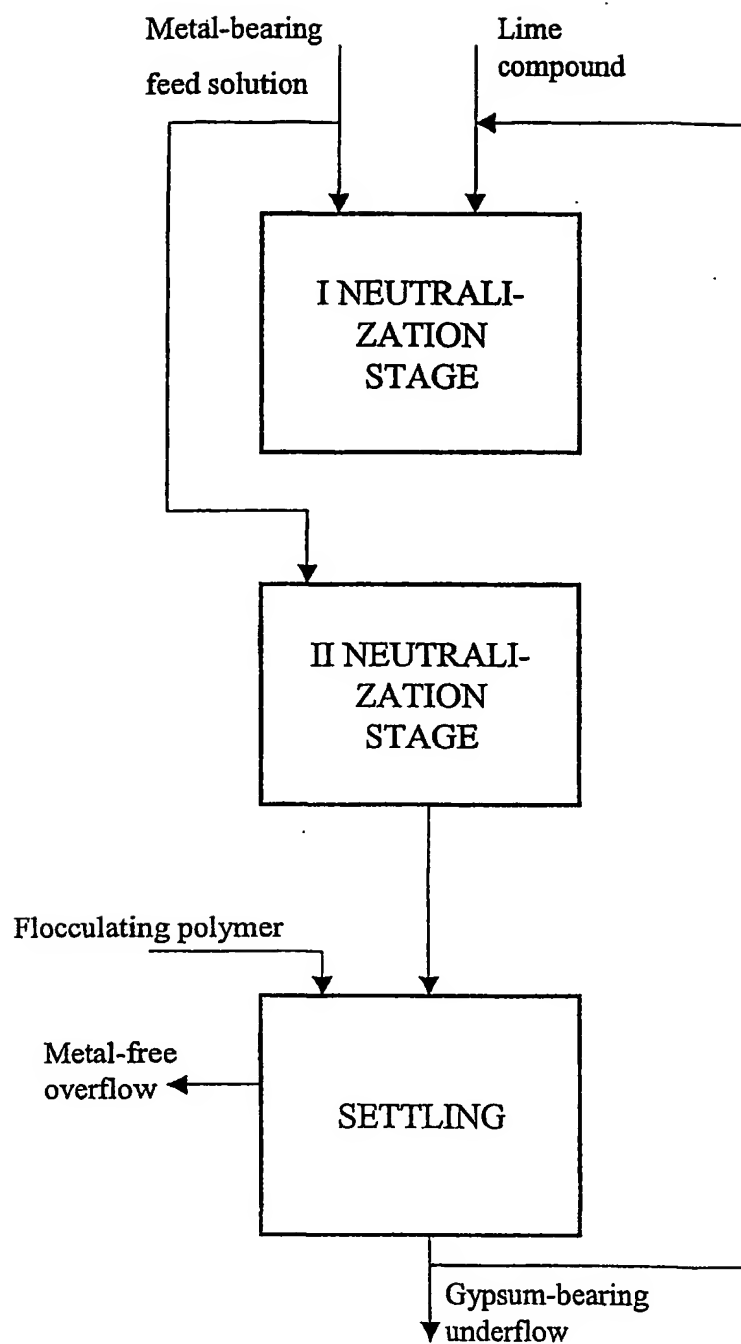 Metal-bearing
feed solution
Lime
compound
I NEUTRALI-
ZATION
STAGE
II NEUTRALI-
ZATION
STAGE
Flocculating polymer
Metal-free
overflow
SETTLING
Gypsum-bearing
underflow